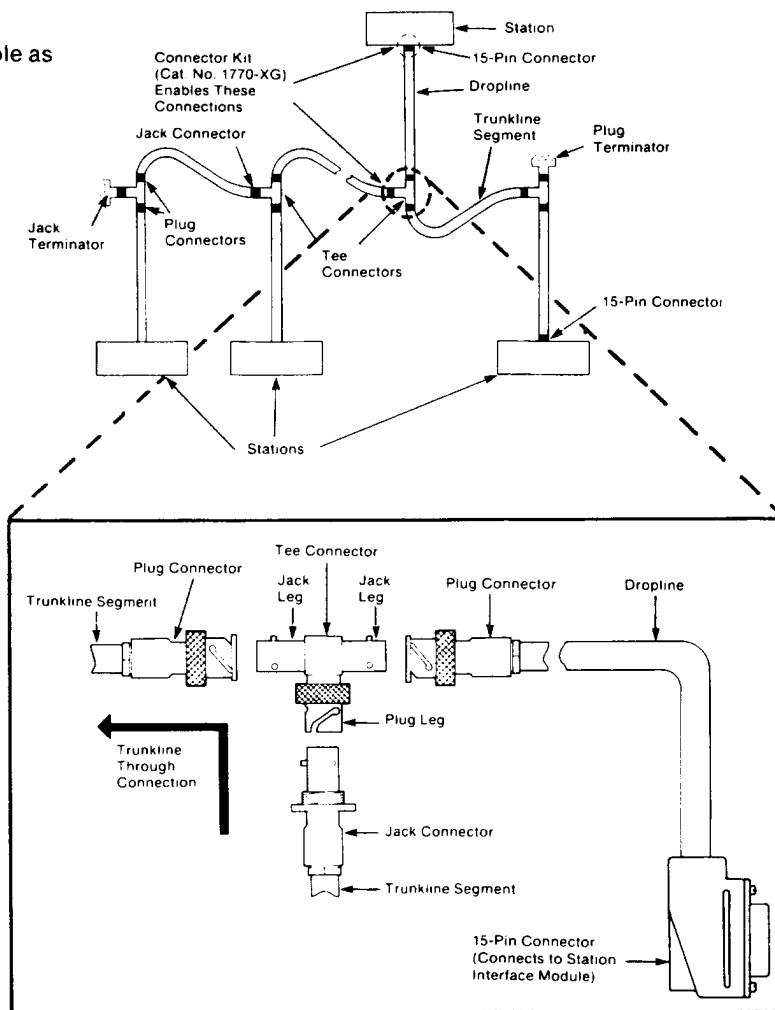 ole as
Station
Connector Kit
(Cat. No. 1770-XG)
Enables These
Connections
15-Pin Connector
Dropline
Jack Connector
Trunkline
Segment
Plug
Terminator
Jack
Terminator
Plug
Connectors
Tee
Connectors
15-Pin Connector
Stations
Tee Connector
Plug Connector
Jack
Leg
Jack
Leg
Plug Connector
Dropline
Trunkline Segment
Plug Leg
Trunkline
Through
Connection
Jack Connector
Trunkline Segment
15-Pin Connector
(Connects to Station
Interface Module)